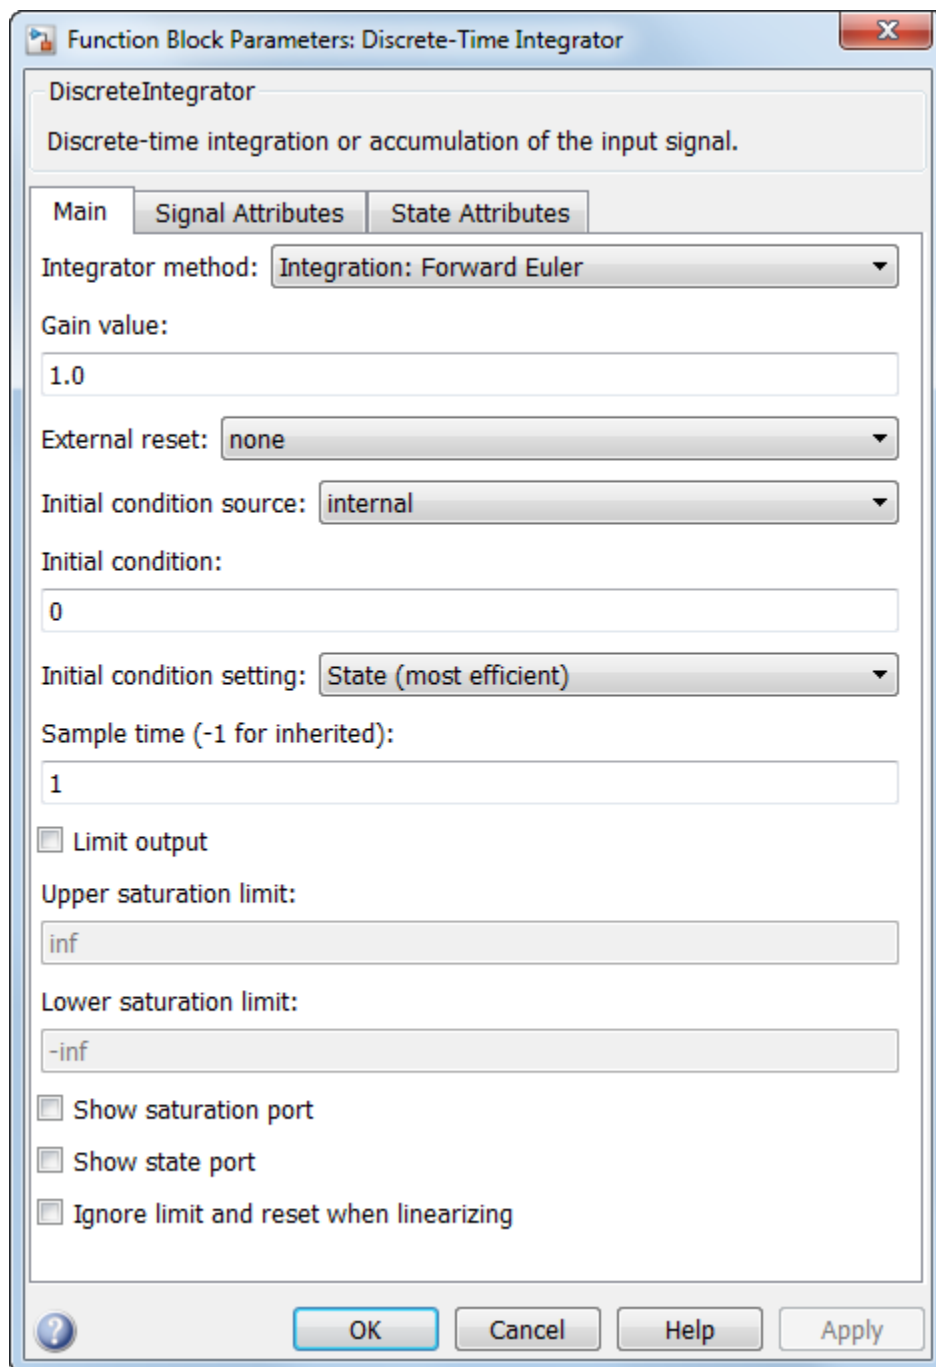 Function Block Parameters: Discrete-Time Integrator
DiscreteIntegrator
Discrete-time integration or accumulation of the input signal.
Main Signal Attributes State Attributes
Integrator method: Integration: Forward Euler
Gain value:
1.0
External reset: none
Initial condition source: internal
Initial condition:
0
Initial condition setting: State (most efficient)
Sample time (-1 for inherited):
1
Limit output
Upper saturation limit:
inf
Lower saturation limit:
-inf
Show saturation port
Show state port
Ignore limit and reset when linearizing
? OK Cancel Help Apply